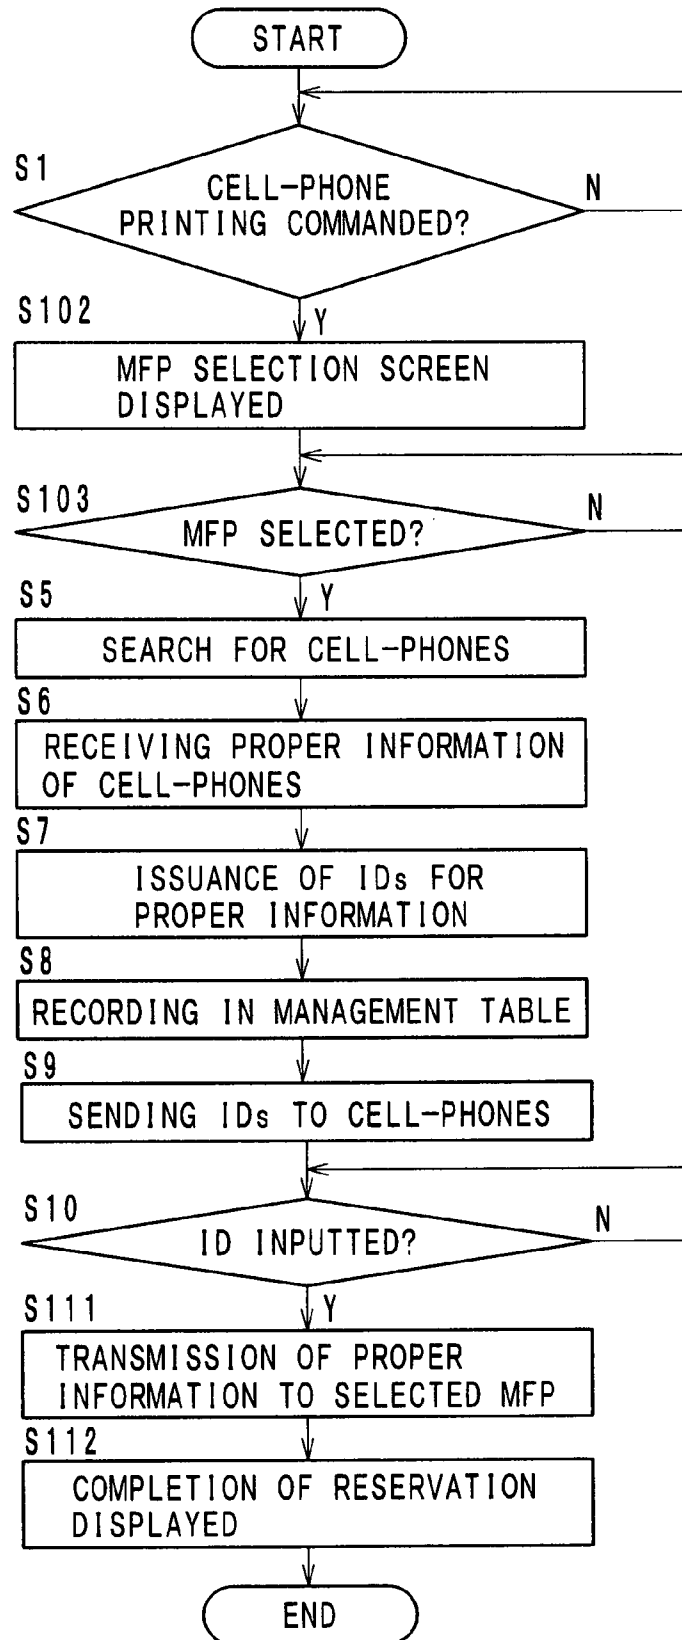 START
S1
CELL-PHONE
PRINTING COMMANDED?
N
S102
Y
MFP SELECTION SCREEN
DISPLAYED
S103
MFP SELECTED?
N
S5
Y
SEARCH FOR CELL-PHONES
S6
RECEIVING PROPER INFORMATION
OF CELL-PHONES
S7
ISSUANCE OF IDs FOR
PROPER INFORMATION
S8
RECORDING IN MANAGEMENT TABLE
S9
SENDING IDs TO CELL-PHONES
S10
ID INPUTTED?
N
S111
Y
TRANSMISSION OF PROPER
INFORMATION TO SELECTED MFP
S112
COMPLETION OF RESERVATION
DISPLAYED
END